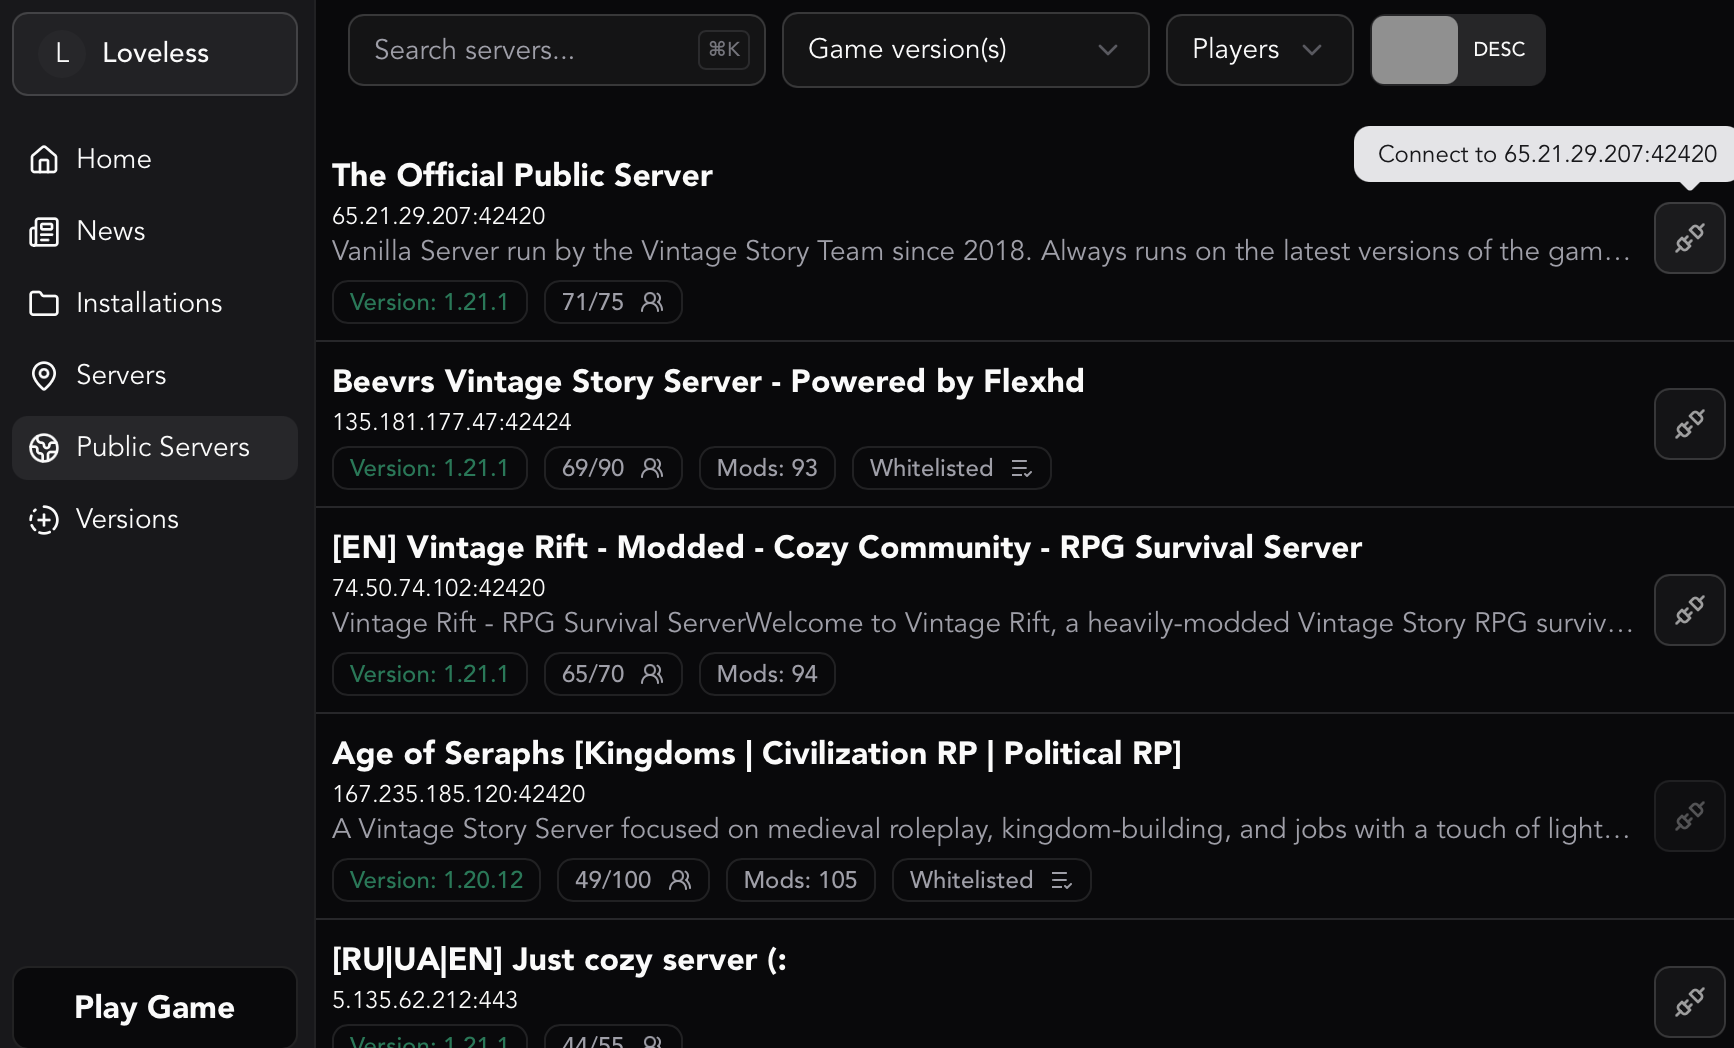 L Loveless
Home
News
Installations
Servers
Public Servers
Versions
Play Game
Search servers... ⌘K
Game version(s)
Players
DESC
Connect to 65.21.29.207:42420
The Official Public Server
65.21.29.207:42420
Vanilla Server run by the Vintage Story Team since 2018. Always runs on the latest versions of the gam…
Version: 1.21.1 71/75
Beevrs Vintage Story Server - Powered by Flexhd
135.181.177.47:42424
Version: 1.21.1 69/90 Mods: 93 Whitelisted
[EN] Vintage Rift - Modded - Cozy Community - RPG Survival Server
74.50.74.102:42420
Vintage Rift - RPG Survival ServerWelcome to Vintage Rift, a heavily-modded Vintage Story RPG surviv…
Version: 1.21.1 65/70 Mods: 94
Age of Seraphs [Kingdoms | Civilization RP | Political RP]
167.235.185.120:42420
A Vintage Story Server focused on medieval roleplay, kingdom-building, and jobs with a touch of light…
Version: 1.20.12 49/100 Mods: 105 Whitelisted
[RU|UA|EN] Just cozy server (:
5.135.62.212:443
Version: 1.21.1 44/55